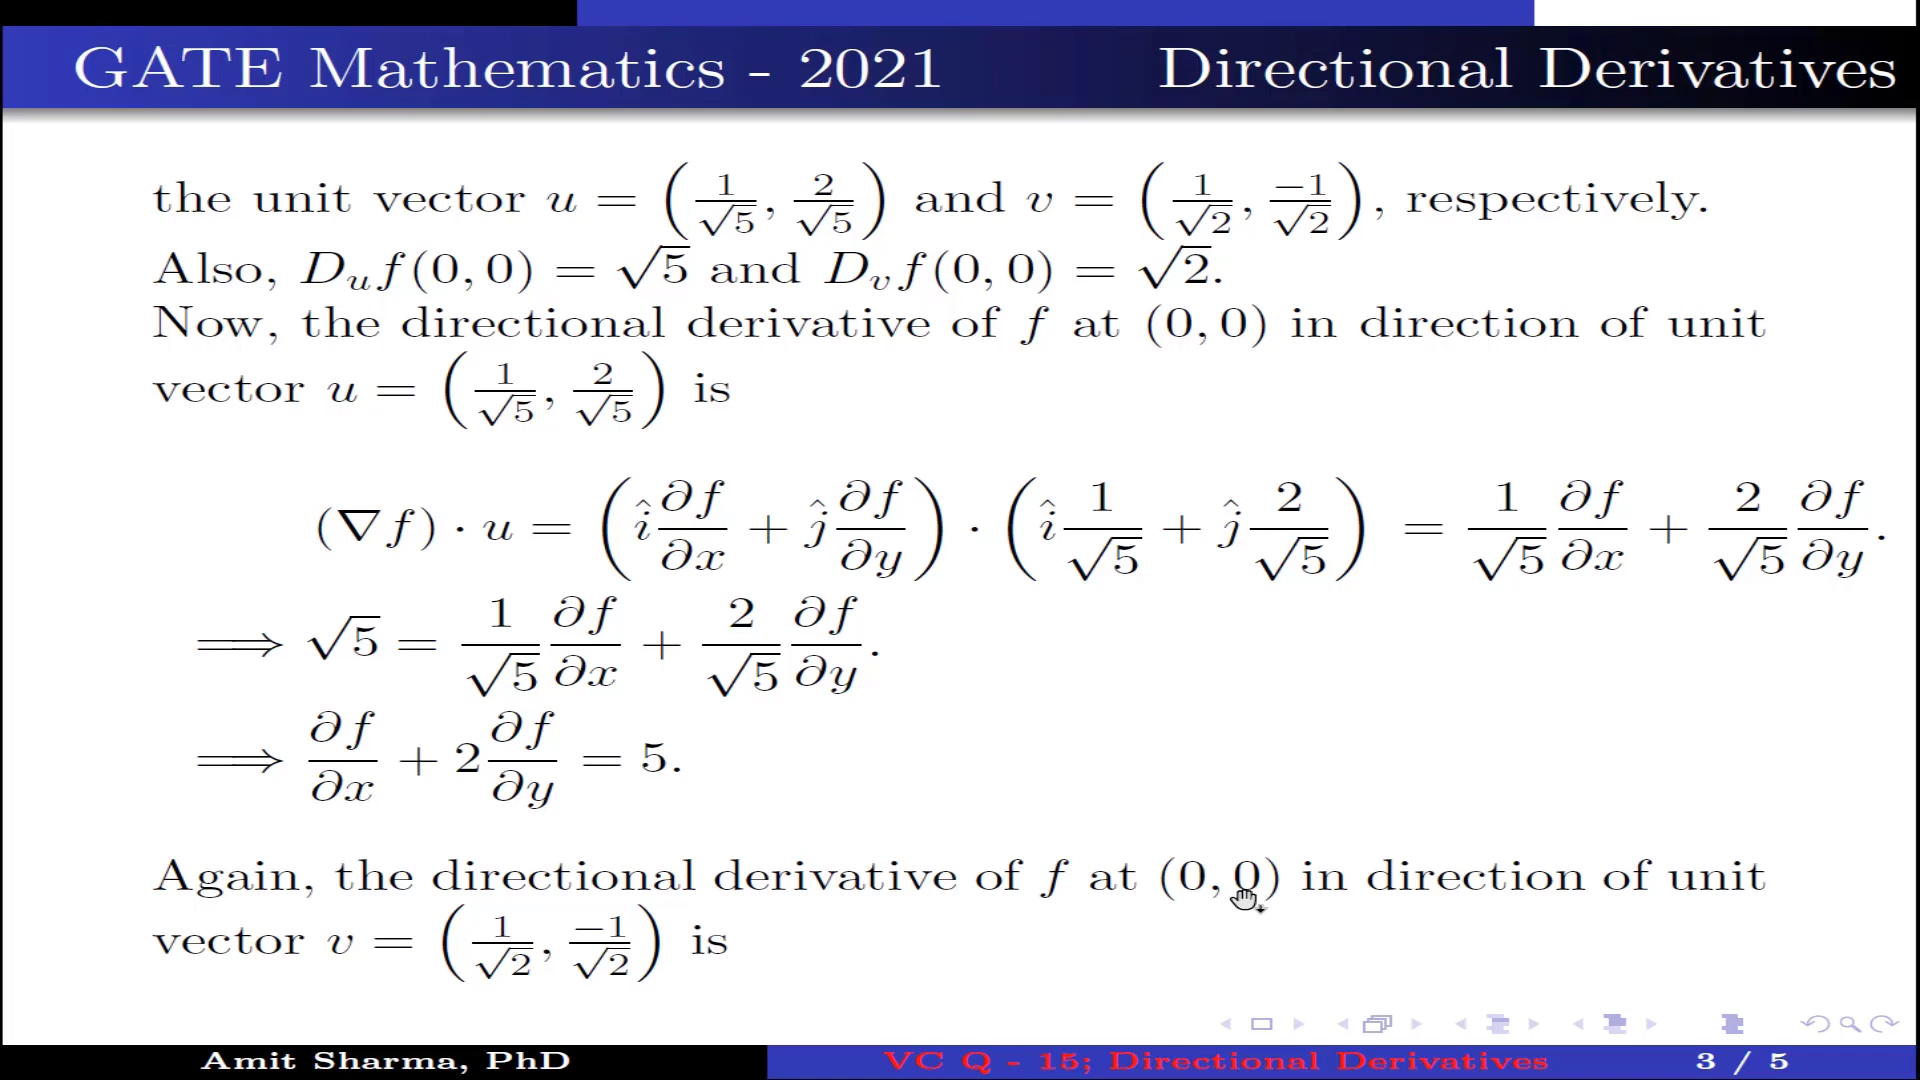 GATE Mathematics - 2021 Directional Derivatives
the unit vector u = (1/√5, 2/√5) and v = (1/√2, −1/√2), respectively.
Also, D_u f(0, 0) = √5 and D_v f(0, 0) = √2.
Now, the directional derivative of f at (0, 0) in direction of unit
vector u = (1/√5, 2/√5) is
(∇f) · u = (î ∂f/∂x + ĵ ∂f/∂y) · (î 1/√5 + ĵ 2/√5) = 1/√5 ∂f/∂x + 2/√5 ∂f/∂y.
⟹ √5 = 1/√5 ∂f/∂x + 2/√5 ∂f/∂y.
⟹ ∂f/∂x + 2 ∂f/∂y = 5.
Again, the directional derivative of f at (0, 0) in direction of unit
vector v = (1/√2, −1/√2) is
Amit Sharma, PhD VC Q - 15; Directional Derivatives 3 / 5